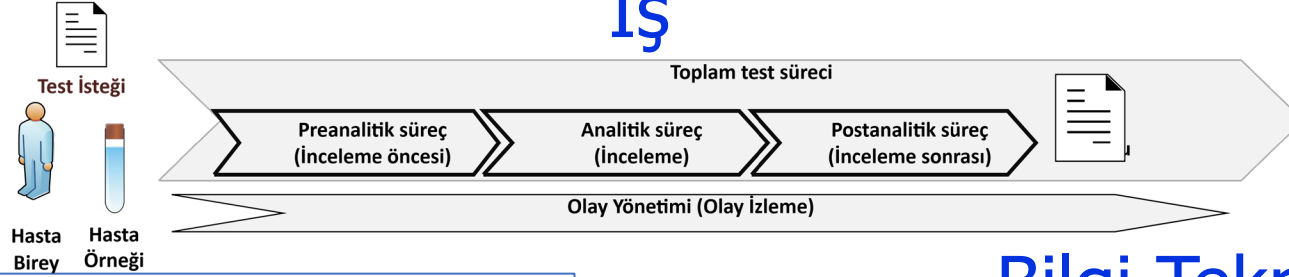 İş
Test İsteği
Toplam test süreci
Preanalitik süreç
(İnceleme öncesi)
Analitik süreç
(İnceleme)
Postanalitik süreç
(İnceleme sonrası)
Olay Yönetimi (Olay İzleme)
Hasta
Birey
Hasta
Örneği
Bilgi